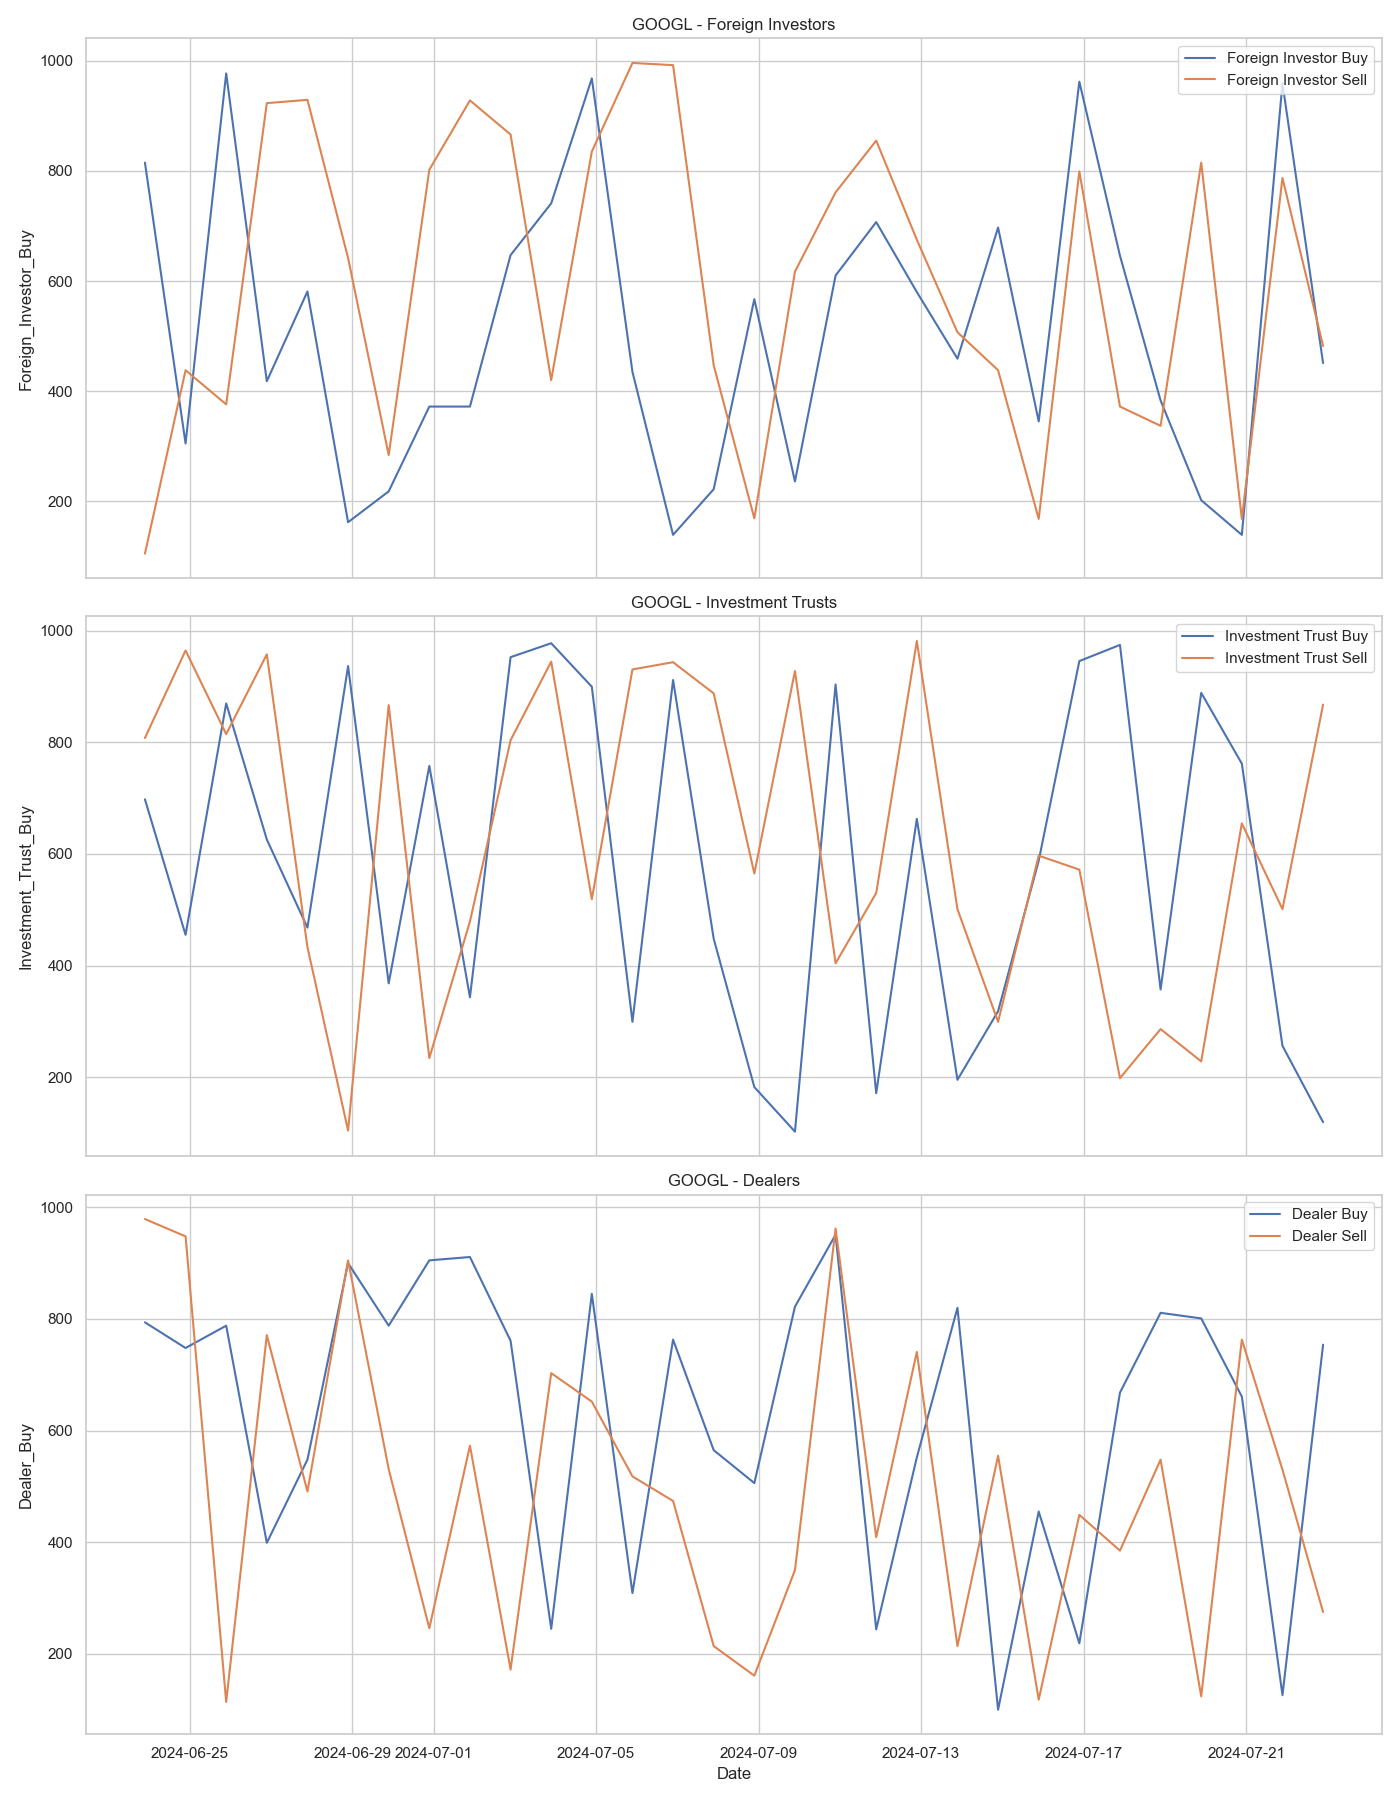 GOOGL - Foreign Investors
Foreign_Investor_Buy
1000
800
600
400
200
Foreign Investor Buy
Foreign Investor Sell
GOOGL - Investment Trusts
Investment_Trust_Buy
1000
800
600
400
200
Investment Trust Buy
Investment Trust Sell
GOOGL - Dealers
Dealer_Buy
1000
800
600
400
200
Dealer Buy
Dealer Sell
2024-06-25 2024-06-29 2024-07-01 2024-07-05 2024-07-09 2024-07-13 2024-07-17 2024-07-21
Date